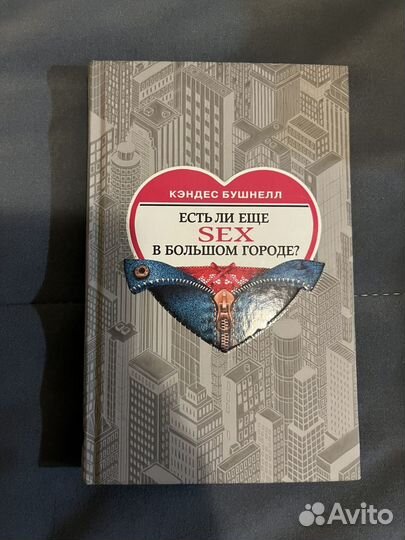 КЭНДЕС БУШНЕЛЛ
ЕСТЬ ЛИ ЕЩЕ
SEX
В БОЛЬШОМ ГОРОДЕ?
Avito